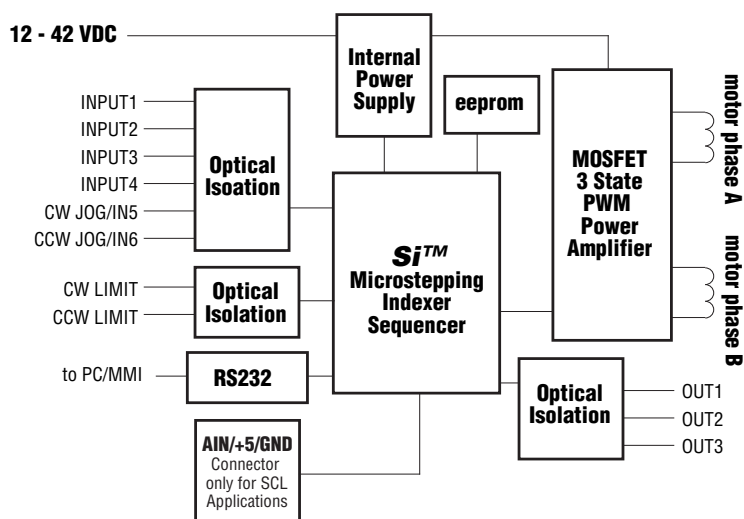 12 - 42 VDC
Internal
Power
Supply
eeprom
INPUT1
INPUT2
INPUT3
INPUT4
CW JOG/IN5
CCW JOG/IN6
Optical
Isoation
MOSFET
3 State
PWM
Power
Amplifier
motor phase A
motor phase B
Si™
Microstepping
Indexer
Sequencer
CW LIMIT
CCW LIMIT
Optical
Isolation
to PC/MMI
RS232
Optical
Isolation
OUT1
OUT2
OUT3
AIN/+5/GND
Connector
only for SCL
Applications